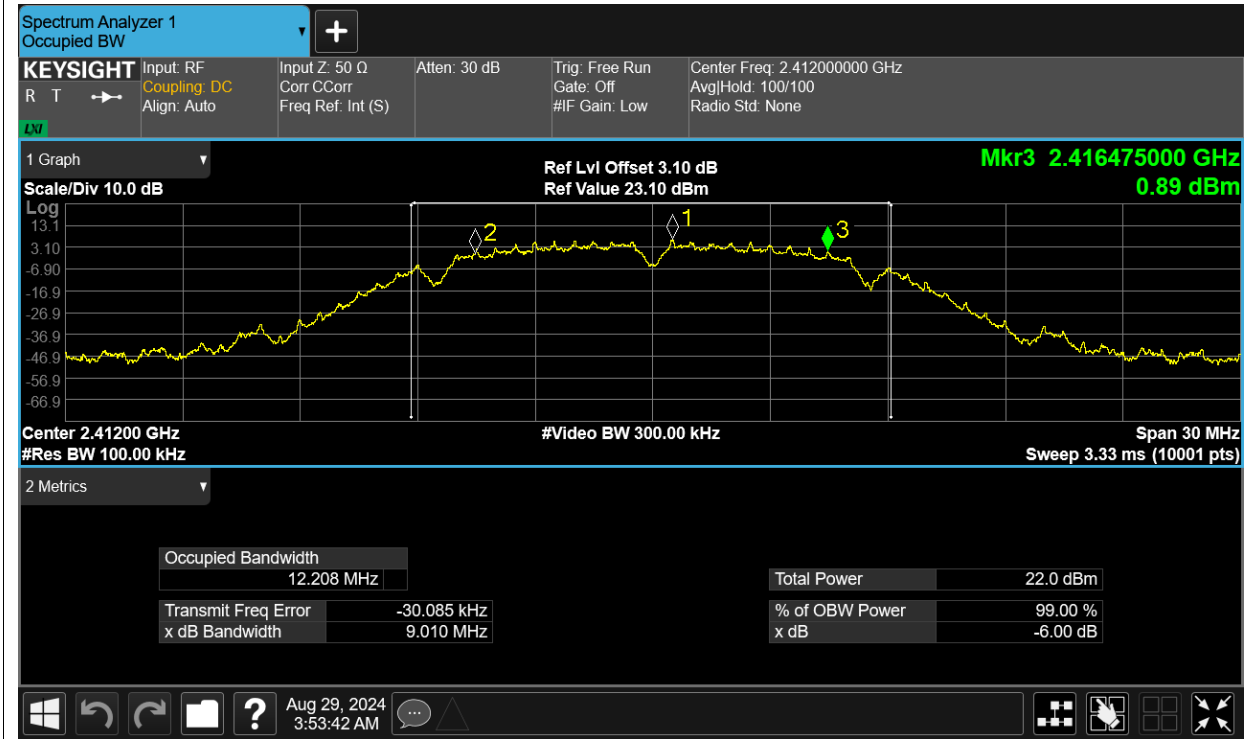 Spectrum Analyzer 1
Occupied BW
KEYSIGHT
R T
LXI
Input: RF
Coupling: DC
Align: Auto
Input Z: 50 Ω
Corr CCorr
Freq Ref: Int (S)
Atten: 30 dB
Trig: Free Run
Gate: Off
#IF Gain: Low
Center Freq: 2.412000000 GHz
Avg|Hold: 100/100
Radio Std: None
1 Graph
Scale/Div 10.0 dB
Ref Lvl Offset 3.10 dB
Ref Value 23.10 dBm
Mkr3 2.416475000 GHz
0.89 dBm
Log
13.1
3.10
-6.90
-16.9
-26.9
-36.9
-46.9
-56.9
-66.9
2
1
3
Center 2.41200 GHz
#Res BW 100.00 kHz
#Video BW 300.00 kHz
Span 30 MHz
Sweep 3.33 ms (10001 pts)
2 Metrics
Occupied Bandwidth
12.208 MHz
Transmit Freq Error -30.085 kHz
x dB Bandwidth 9.010 MHz
Total Power 22.0 dBm
% of OBW Power 99.00 %
x dB -6.00 dB
?
Aug 29, 2024
3:53:42 AM